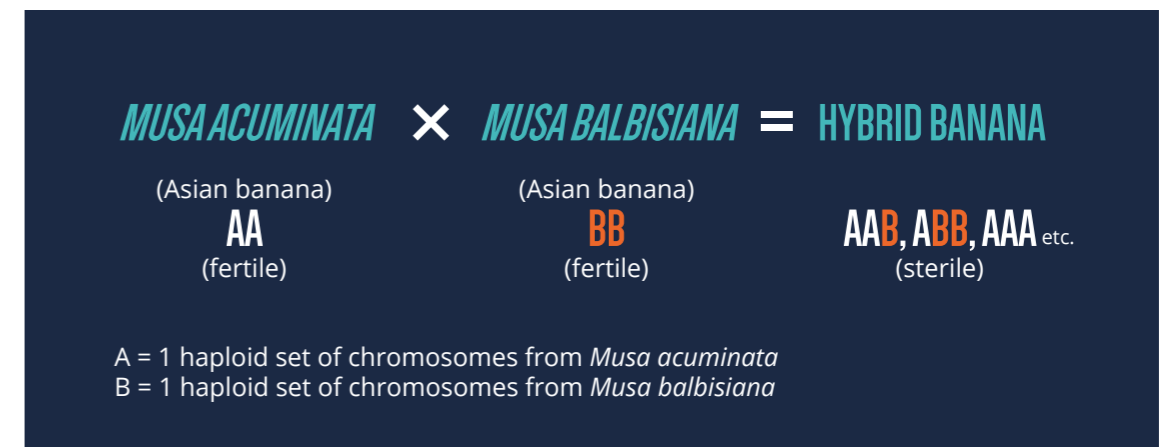 MUSA ACUMINATA × MUSA BALBISIANA = HYBRID BANANA
(Asian banana) (Asian banana)
AA BB AAB, ABB, AAA etc.
(fertile) (fertile) (sterile)
A = 1 haploid set of chromosomes from Musa acuminata
B = 1 haploid set of chromosomes from Musa balbisiana